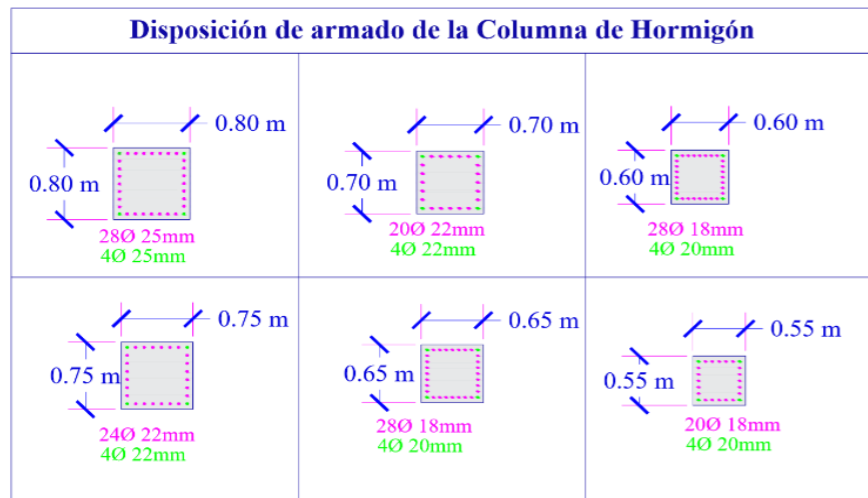 Disposición de armado de la Columna de Hormigón
0.80 m
0.80 m
28Ø 25mm
4Ø 25mm
0.70 m
0.70 m
20Ø 22mm
4Ø 22mm
0.60 m
0.60 m
28Ø 18mm
4Ø 20mm
0.75 m
0.75 m
24Ø 22mm
4Ø 22mm
0.65 m
0.65 m
28Ø 18mm
4Ø 20mm
0.55 m
0.55 m
20Ø 18mm
4Ø 20mm